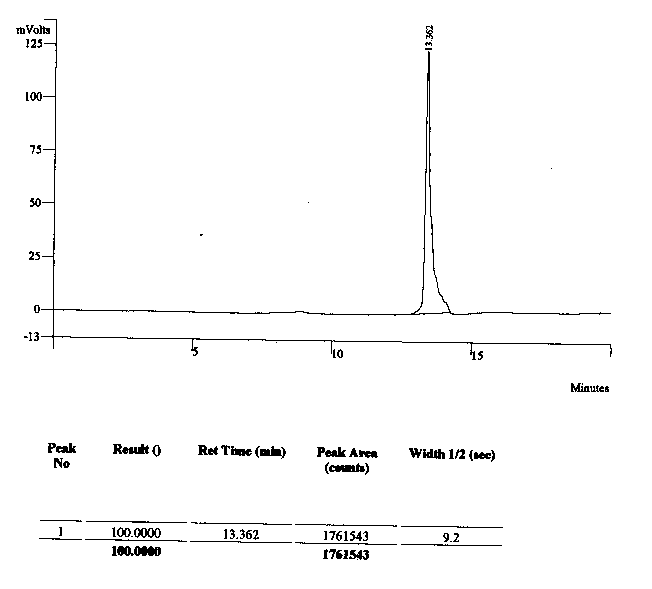 mVolts
13.362
125
100
75
50
25
0
-13
5
10
15
Minutes
Peak No
Result ()
Ret Time (min)
Peak Area (counts)
Width 1/2 (sec)
1 100.0000 13.362 1761543 9.2
100.0000 1761543